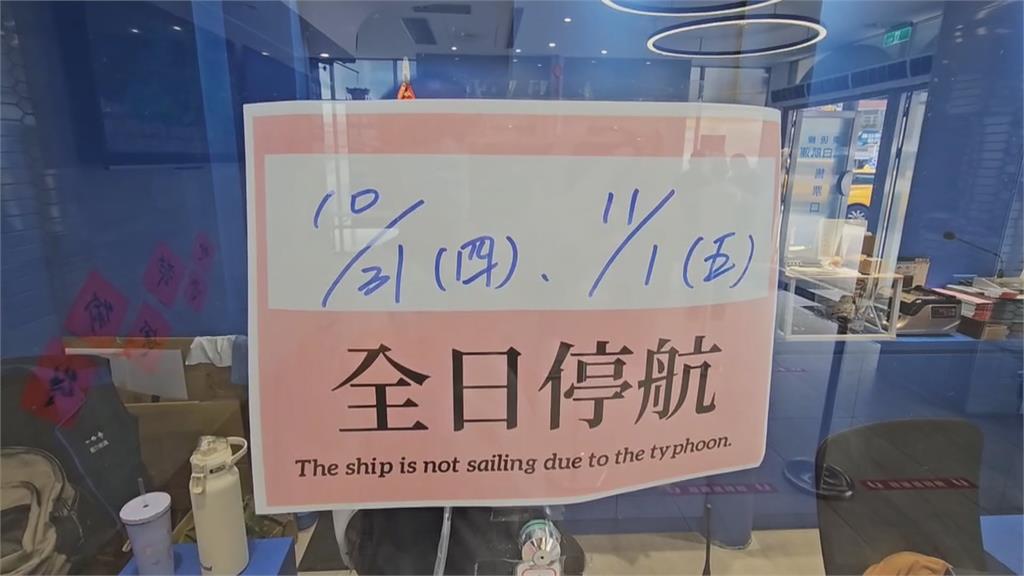 10/31(四)、11/1(五)
全日停航
The ship is not sailing due to the typhoon.